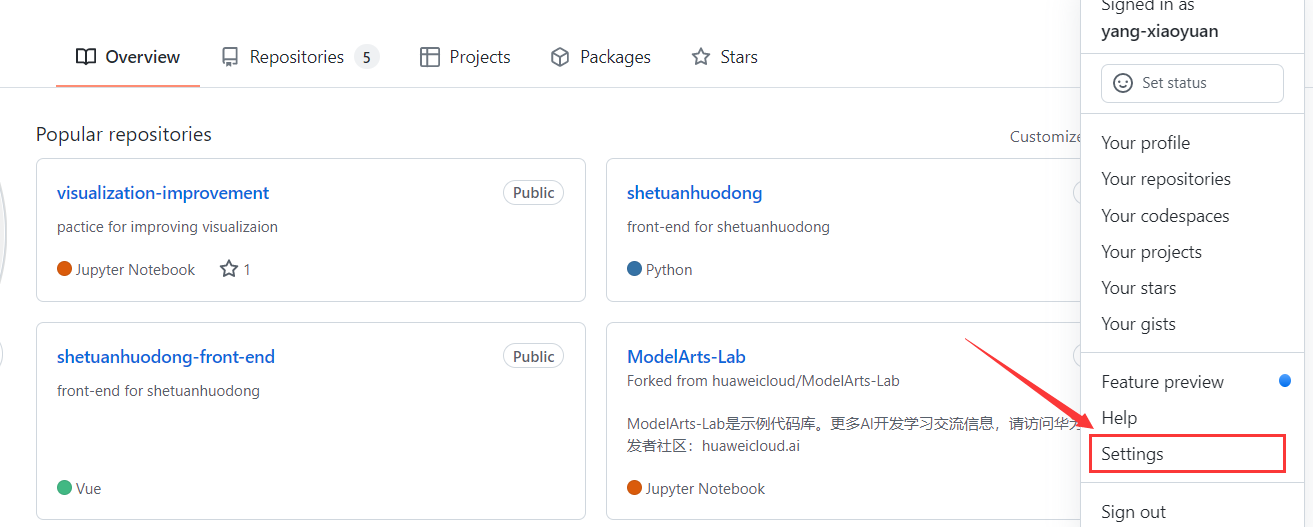 Signed in as
yang-xiaoyuan
Overview
Repositories 5
Projects
Packages
Stars
Set status
Popular repositories
Customize
visualization-improvement
Public
pactice for improving visualizaion
Jupyter Notebook
1
shetuanhuodong
front-end for shetuanhuodong
Python
shetuanhuodong-front-end
Public
front-end for shetuanhuodong
Vue
ModelArts-Lab
Forked from huaweicloud/ModelArts-Lab
ModelArts-Lab是示例代码库。更多AI开发学习交流信息，请访问华
发者社区：huaweicloud.ai
Jupyter Notebook
Your profile
Your repositories
Your codespaces
Your projects
Your stars
Your gists
Feature preview
Help
Settings
Sign out